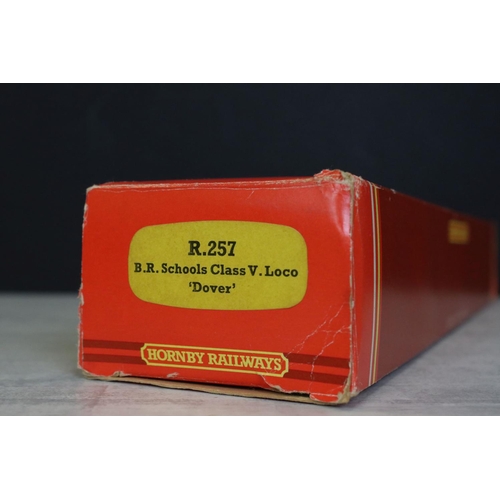 R.257
B.R. Schools Class V. Loco
'Dover'
HORNBY RAILWAYS